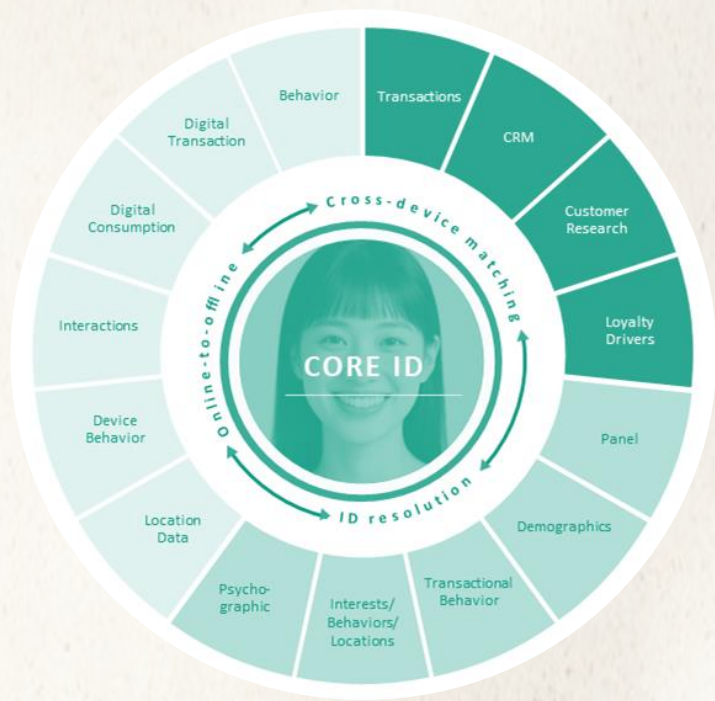 Transactions
CRM
Customer
Research
Loyalty
Drivers
Panel
Demographics
Transactional
Behavior
Interests/
Behaviors/
Locations
Psycho-
graphic
Location
Data
Device
Behavior
Interactions
Digital
Consumption
Digital
Transaction
Behavior
Cross-device matching
ID resolution
Online-to-offline
CORE ID